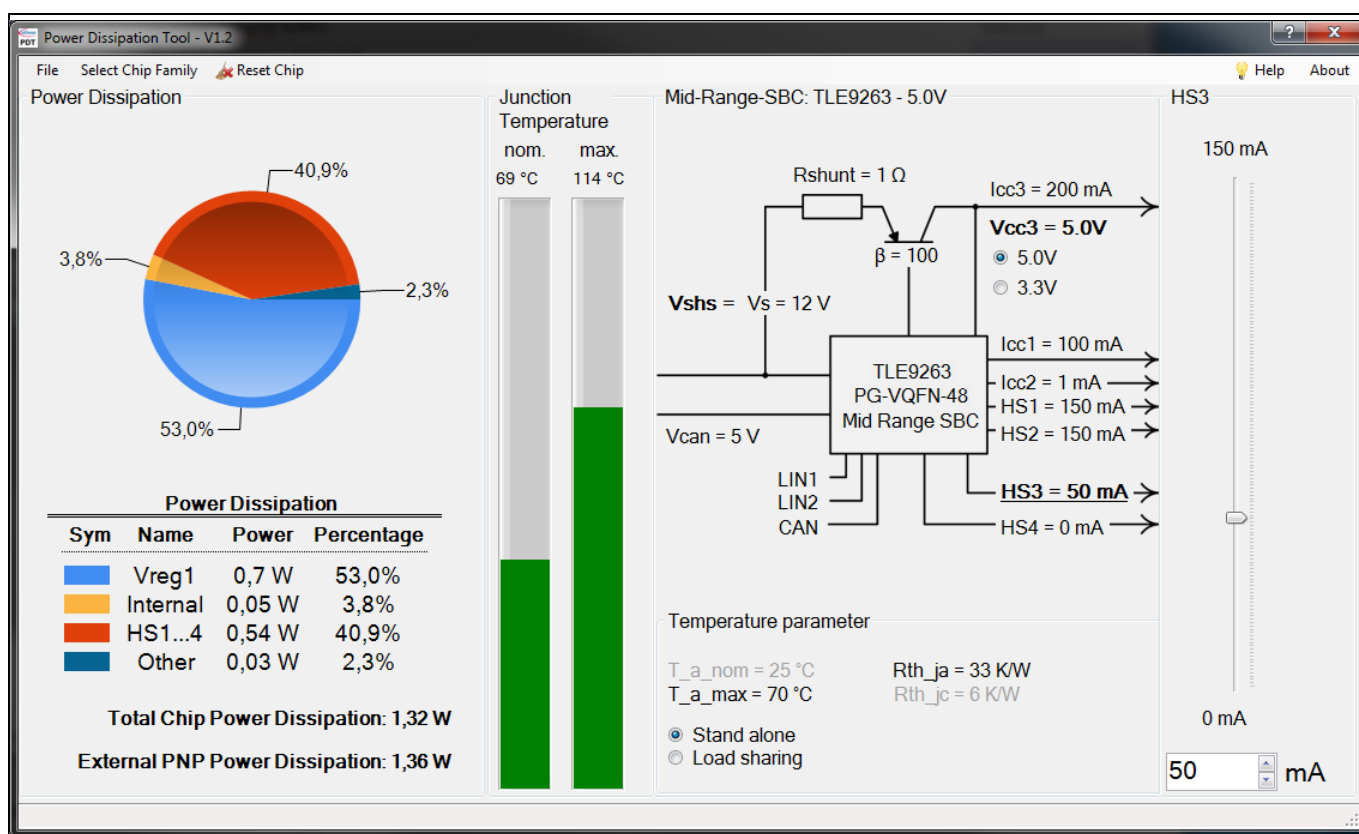 Power Dissipation Tool - V1.2
PDT
?
x
File Select Chip Family Reset Chip Help About
Power Dissipation
40,9%
3,8%
2,3%
53,0%
Power Dissipation
Sym Name Power Percentage
Vreg1 0,7 W 53,0%
Internal 0,05 W 3,8%
HS1...4 0,54 W 40,9%
Other 0,03 W 2,3%
Total Chip Power Dissipation: 1,32 W
External PNP Power Dissipation: 1,36 W
Junction
Temperature
nom. max.
69 °C 114 °C
Mid-Range-SBC: TLE9263 - 5.0V
Rshunt = 1 Ω
Icc3 = 200 mA
Vcc3 = 5.0V
β = 100
5.0V
3.3V
Vshs = Vs = 12 V
Icc1 = 100 mA
TLE9263
PG-VQFN-48
Mid Range SBC
Icc2 = 1 mA
HS1 = 150 mA
HS2 = 150 mA
Vcan = 5 V
LIN1
LIN2
CAN
HS3 = 50 mA
HS4 = 0 mA
Temperature parameter
T_a_nom = 25 °C Rth_ja = 33 K/W
T_a_max = 70 °C Rth_jc = 6 K/W
Stand alone
Load sharing
HS3
150 mA
0 mA
50 mA